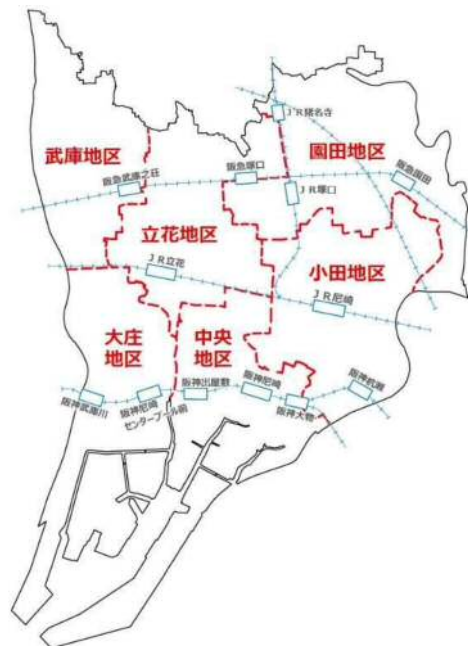 JR猪名寺
武庫地区
園田地区
阪急武庫之荘
阪急塚口
阪急園田
JR塚口
立花地区
小田地区
JR立花
JR尼崎
大庄
地区
中央
地区
阪神武庫川
阪神尼崎
センタープール前
阪神出屋敷
阪神尼崎
阪神大物
阪神杭瀬